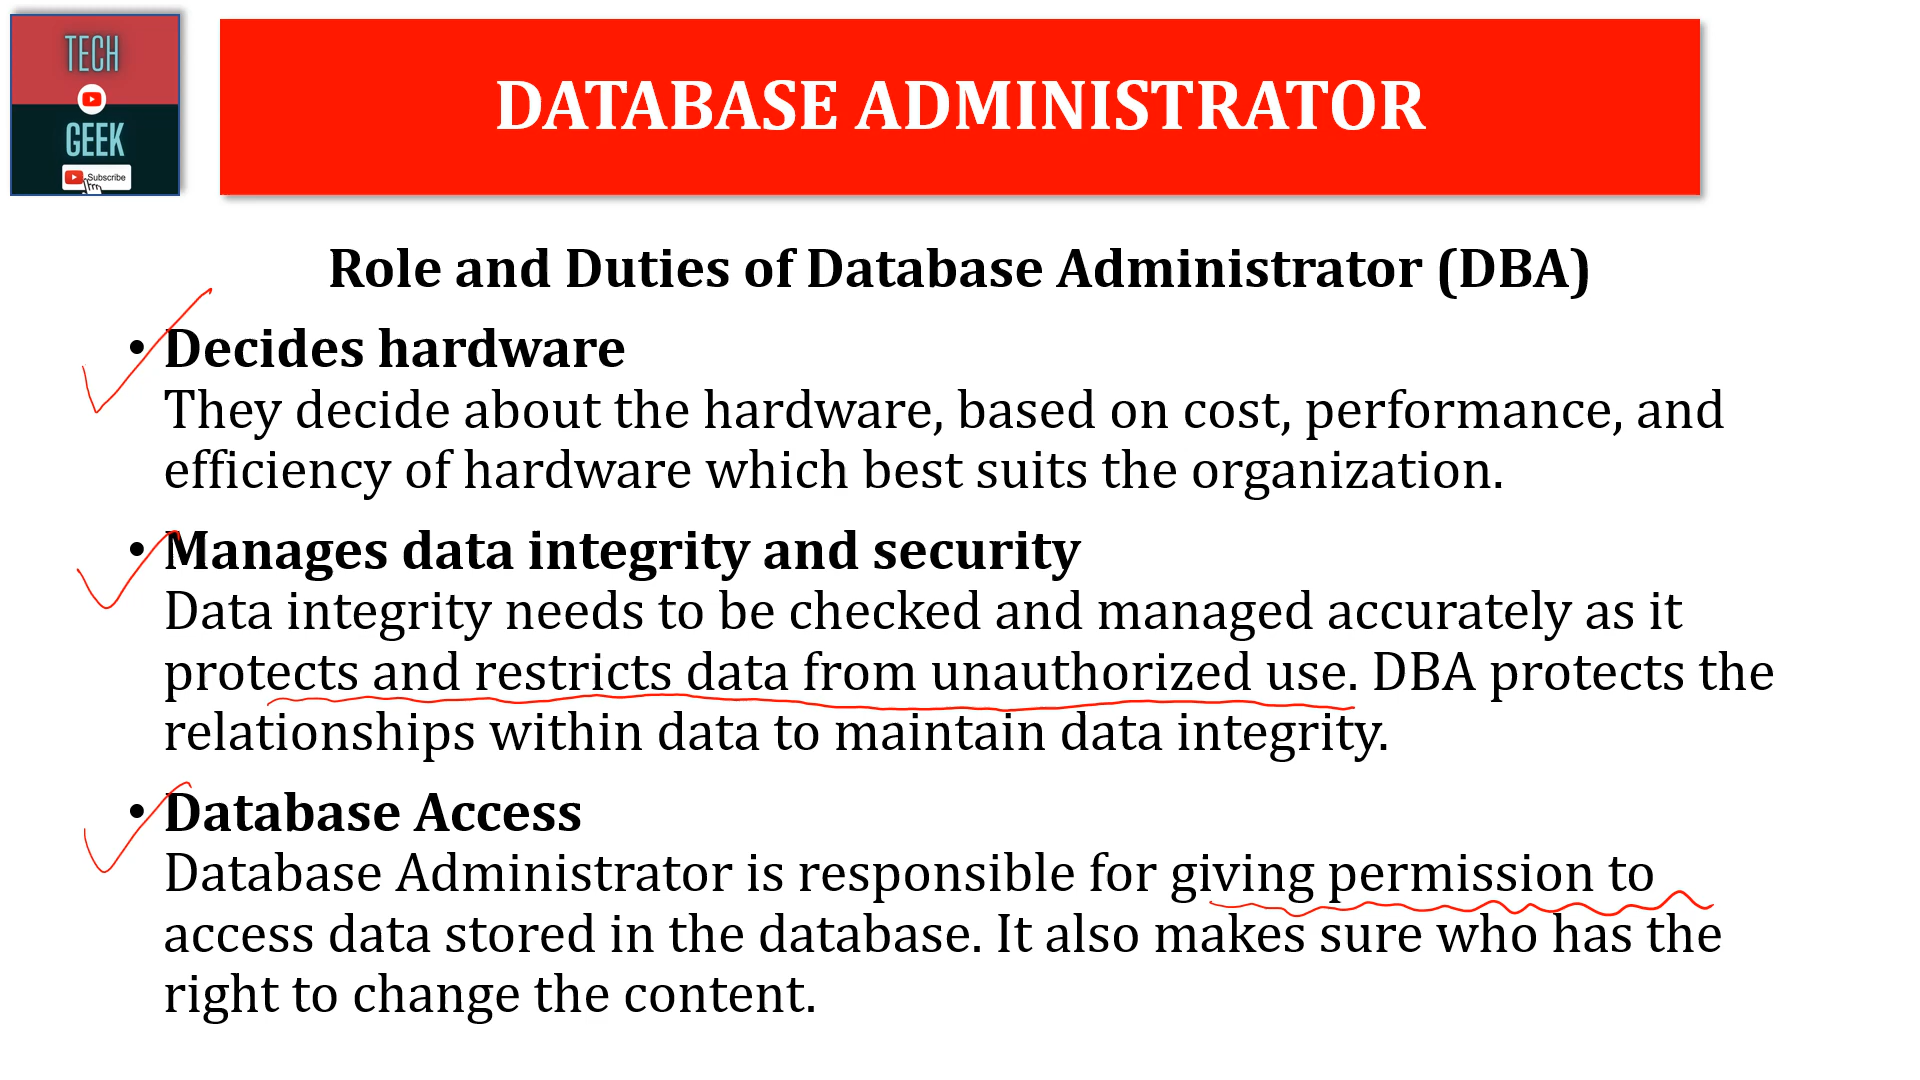 TECH
GEEK
Subscribe
DATABASE ADMINISTRATOR
Role and Duties of Database Administrator (DBA)
• Decides hardware
They decide about the hardware, based on cost, performance, and
efficiency of hardware which best suits the organization.
• Manages data integrity and security
Data integrity needs to be checked and managed accurately as it
protects and restricts data from unauthorized use. DBA protects the
relationships within data to maintain data integrity.
• Database Access
Database Administrator is responsible for giving permission to
access data stored in the database. It also makes sure who has the
right to change the content.